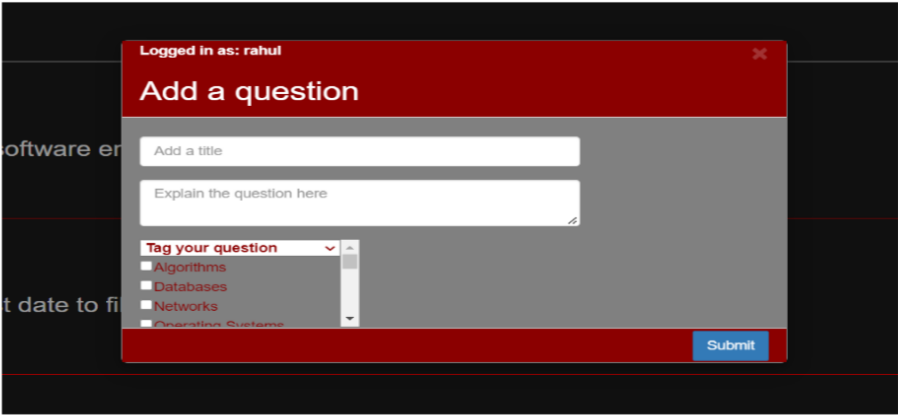 Logged in as: rahul
Add a question
software er
Add a title
Explain the question here
Tag your question
Algorithms
Databases
t date to fi
Networks
Operating Systems
Submit